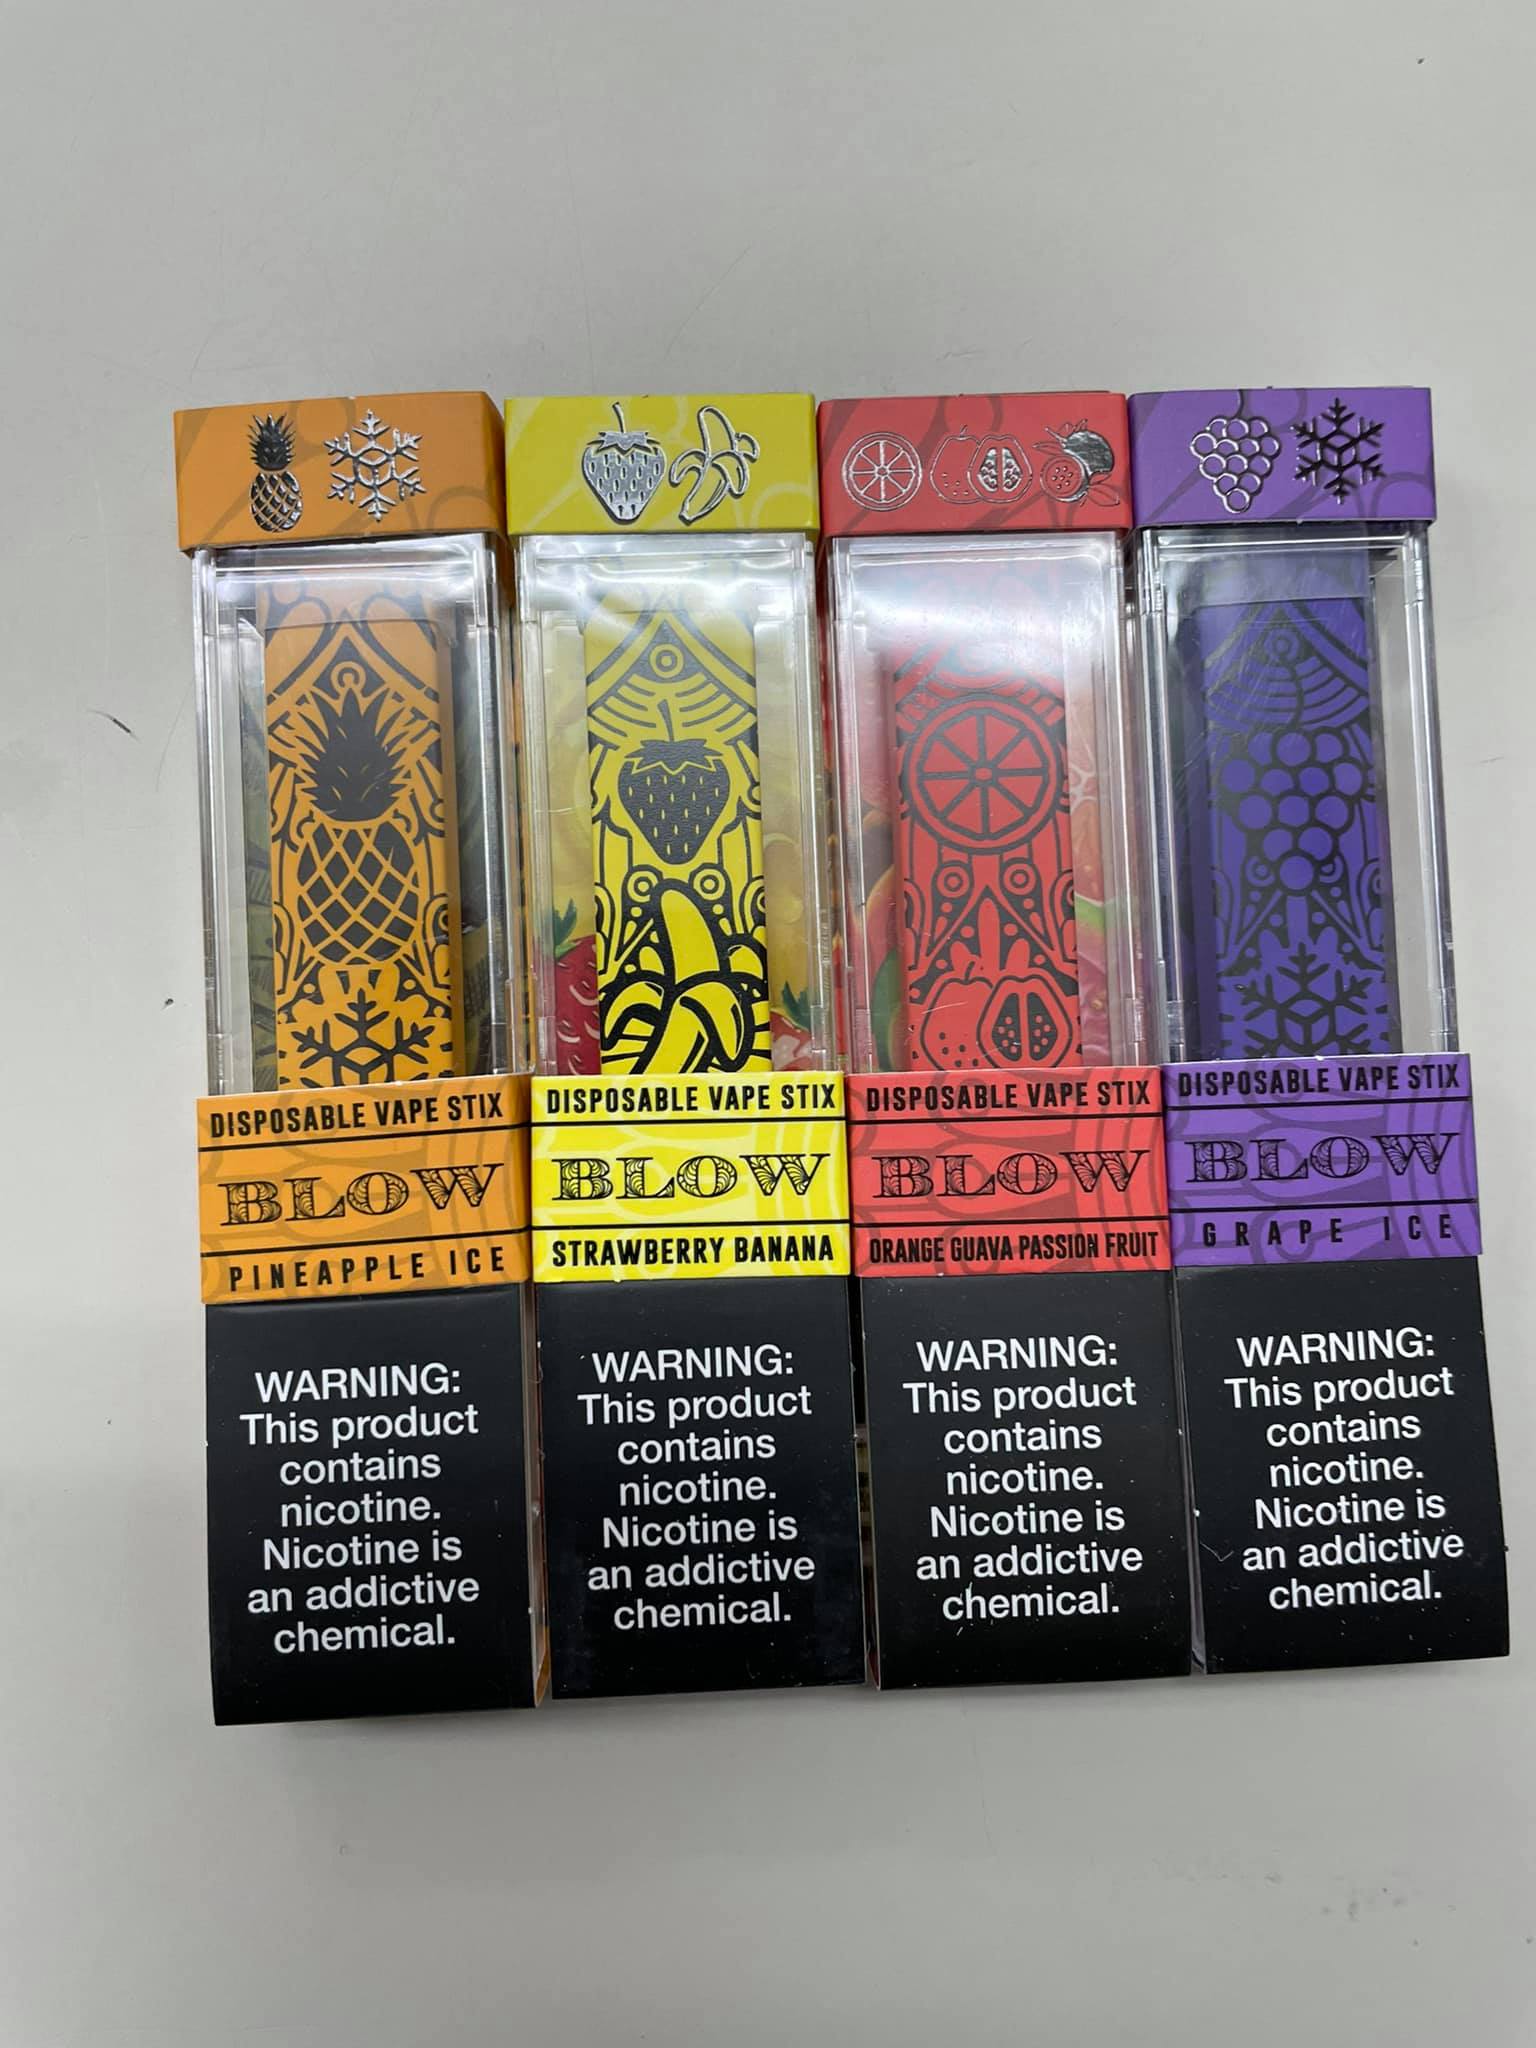 DISPOSABLE VAPE STIX
BLOW
PINEAPPLE ICE
WARNING:
This product
contains
nicotine.
Nicotine is
an addictive
chemical.
DISPOSABLE VAPE STIX
BLOW
STRAWBERRY BANANA
WARNING:
This product
contains
nicotine.
Nicotine is
an addictive
chemical.
DISPOSABLE VAPE STIX
BLOW
ORANGE GUAVA PASSION FRUIT
WARNING:
This product
contains
nicotine.
Nicotine is
an addictive
chemical.
DISPOSABLE VAPE STIX
BLOW
GRAPE ICE
WARNING:
This product
contains
nicotine.
Nicotine is
an addictive
chemical.